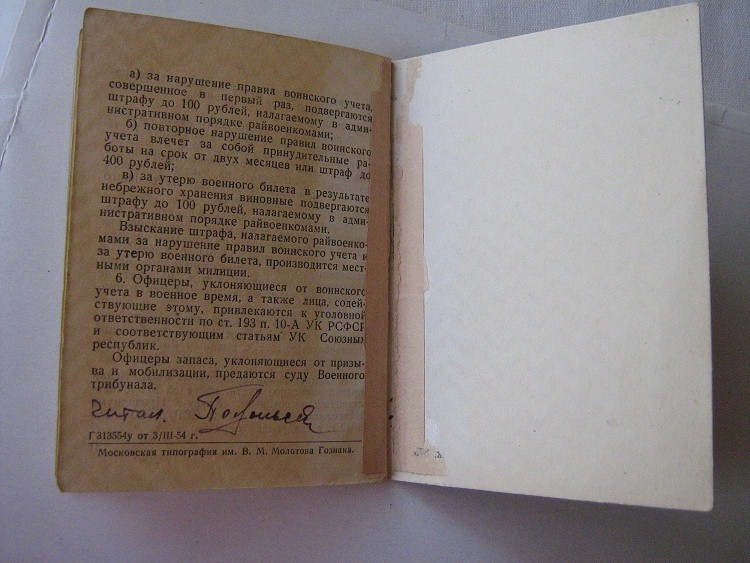 а) за нарушение правил воинского учета,
совершенное в первый раз, подвергаются
штрафу до 100 рублей, налагаемому в адми-
нистративном порядке райвоенкомами;
б) повторное нарушение правил воинского
учета влечет за собой принудительные ра-
боты на срок от двух месяцев или штраф до
400 рублей;
в) за утерю военного билета в результате
небрежного хранения виновные подвергаются
штрафу до 100 рублей, налагаемому в адми-
нистративном порядке райвоенкомами.
Взыскание штрафа, налагаемого райвоенко-
мами за нарушение правил воинского учета и
за утерю военного билета, производится мест-
ными органами милиции.
6. Офицеры, уклоняющиеся от воинского
учета в военное время, а также лица, содей-
ствующие этому, привлекаются к уголовной
ответственности по ст. 193 п. 10-А УК РСФСР
и соответствующим статьям УК Союзных
республик.
Офицеры запаса, уклоняющиеся от призы-
ва и мобилизации, предаются суду Военного
трибунала.
читал.
Г313554у от 3/III-54 г.
Московская типография им. В. М. Молотова Гознака.